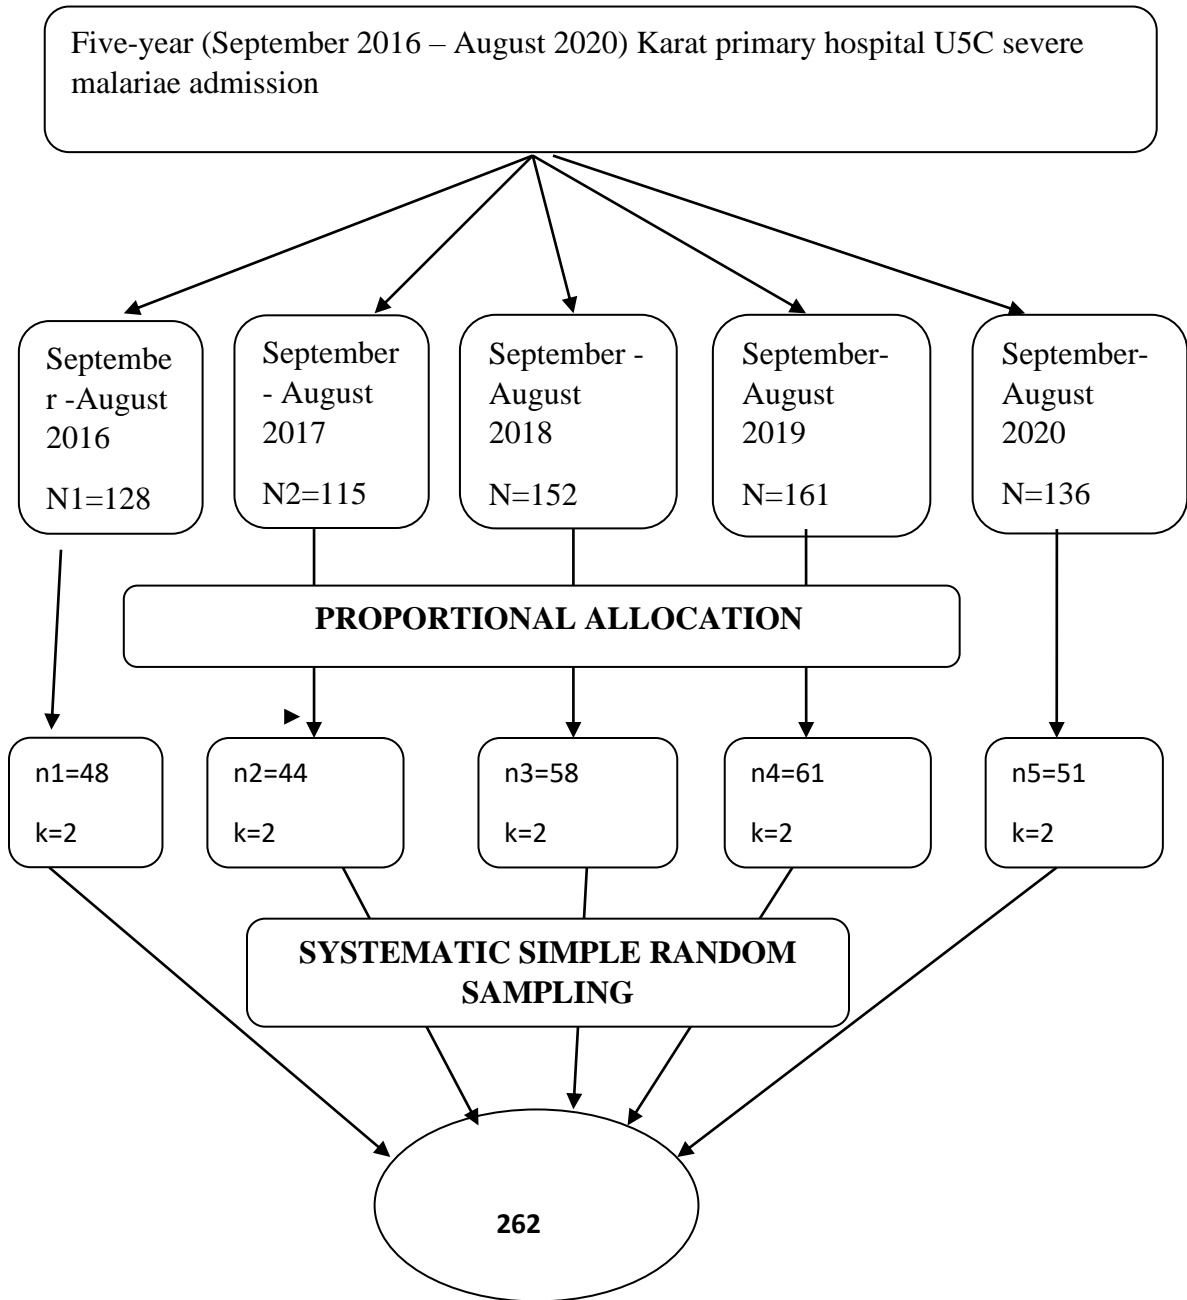 Five-year (September 2016 – August 2020) Karat primary hospital U5C severe
malariae admission
Septembe
r -August
2016
N1=128
September
- August
2017
N2=115
September -
August
2018
N=152
September-
August
2019
N=161
September-
August
2020
N=136
PROPORTIONAL ALLOCATION
n1=48
k=2
n2=44
k=2
n3=58
k=2
n4=61
k=2
n5=51
k=2
SYSTEMATIC SIMPLE RANDOM
SAMPLING
262